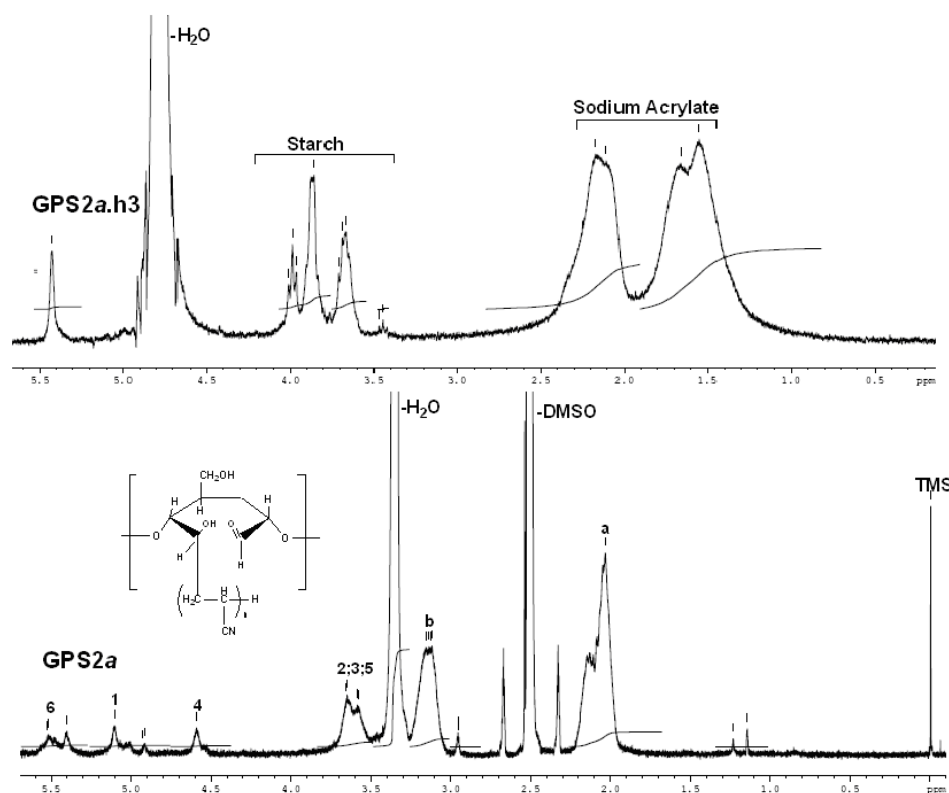 -H₂O
Sodium Acrylate
Starch
GPS2a.h3
5.5 5.0 4.5 4.0 3.5 3.0 2.5 2.0 1.5 1.0 0.5 ppm
-H₂O
-DMSO
TMS
CH₂OH
H
H
H
OH
O
O
O
H
H
(H₂C
C
H
)
H
CN
a
b
GPS2a
2;3;5
6
1
4
5.5 5.0 4.5 4.0 3.5 3.0 2.5 2.0 1.5 1.0 0.5 ppm